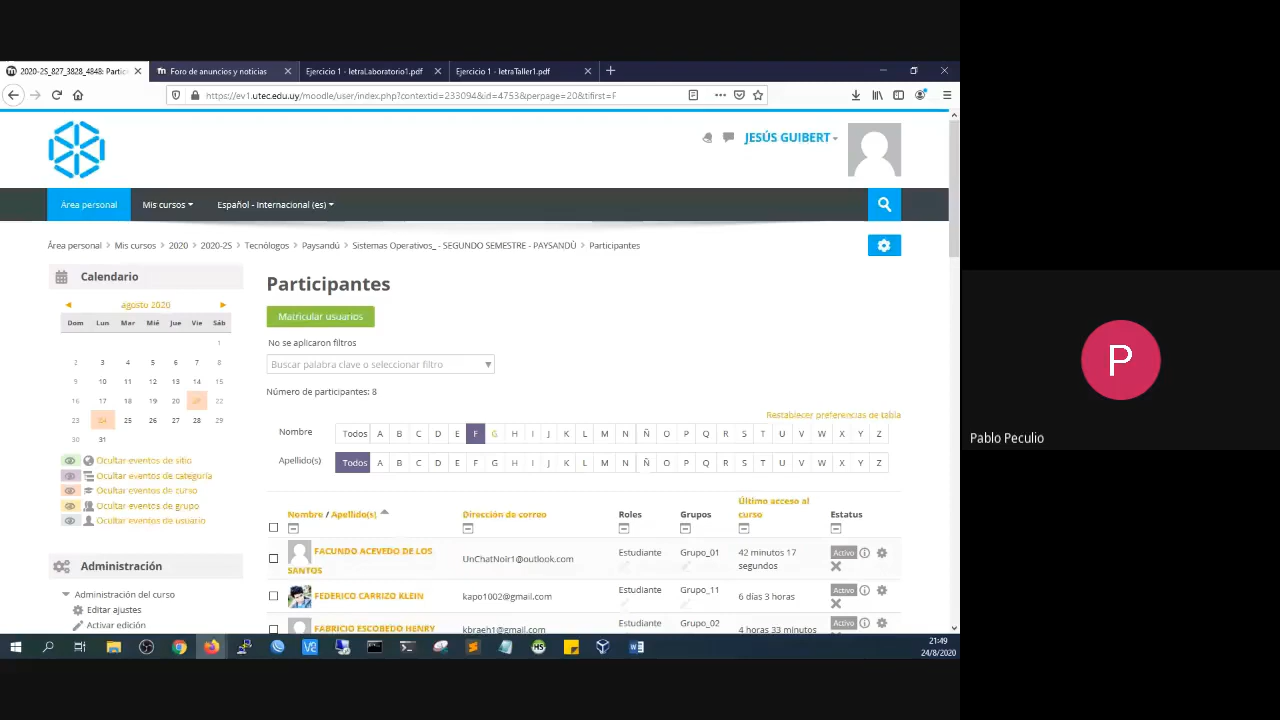 2020-2S_827_3828_4848: Partici
Foro de anuncios y noticias
Ejercicio 1 - letraLaboratorio1.pdf
Ejercicio 1 - letraTaller1.pdf
https://ev1.utec.edu.uy/moodle/user/index.php?contextid=233094&id=4753&perpage=20&tifirst=F
JESÚS GUIBERT
Área personal
Mis cursos
Español - Internacional (es)
Área personal > Mis cursos > 2020 > 2020-2S > Tecnólogos > Paysandú > Sistemas Operativos_ - SEGUNDO SEMESTRE - PAYSANDÚ > Participantes
Calendario
◄ agosto 2020 ►
Dom Lun Mar Mié Jue Vie Sáb
1
2 3 4 5 6 7 8
9 10 11 12 13 14 15
16 17 18 19 20 21 22
23 24 25 26 27 28 29
30 31
Ocultar eventos de sitio
Ocultar eventos de categoría
Ocultar eventos de curso
Ocultar eventos de grupo
Ocultar eventos de usuario
Administración
Administración del curso
Editar ajustes
Activar edición
Participantes
Matricular usuarios
No se aplicaron filtros
Buscar palabra clave o seleccionar filtro
Número de participantes: 8
Restablecer preferencias de tabla
Nombre Todos A B C D E F G H I J K L M N Ñ O P Q R S T U V W X Y Z
Apellido(s) Todos A B C D E F G H I J K L M N Ñ O P Q R S T U V W X Y Z
Nombre / Apellido(s) Dirección de correo Roles Grupos Último acceso al curso Estatus
FACUNDO ACEVEDO DE LOS SANTOS UnChatNoir1@outlook.com Estudiante Grupo_01 42 minutos 17 segundos Activo
FEDERICO CARRIZO KLEIN kapo1002@gmail.com Estudiante Grupo_11 6 días 3 horas Activo
FABRICIO ESCOBEDO HENRY kbraeh1@gmail.com Estudiante Grupo_02 4 horas 33 minutos Activo
21:49
24/8/2020
P
Pablo Peculio